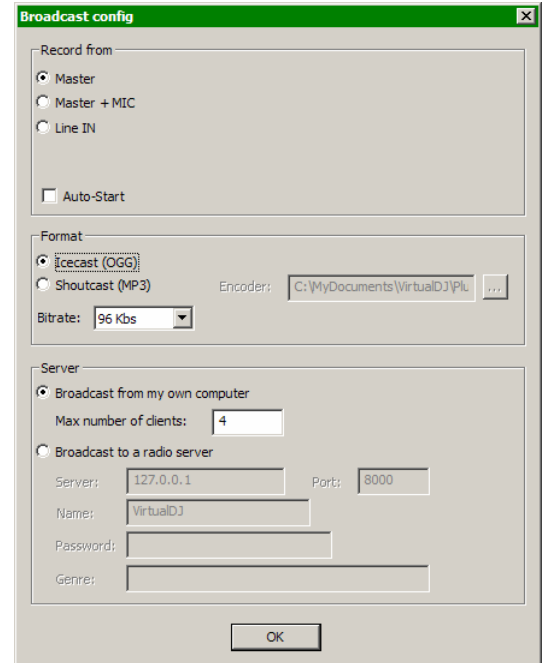 Broadcast config
Record from
Master
Master + MIC
Line IN
Auto-Start
Format
Icecast (OGG)
Shoutcast (MP3) Encoder: C:\MyDocuments\VirtualDJ\Plu ...
Bitrate: 96 Kbs
Server
Broadcast from my own computer
Max number of clients: 4
Broadcast to a radio server
Server: 127.0.0.1 Port: 8000
Name: VirtualDJ
Password:
Genre:
OK